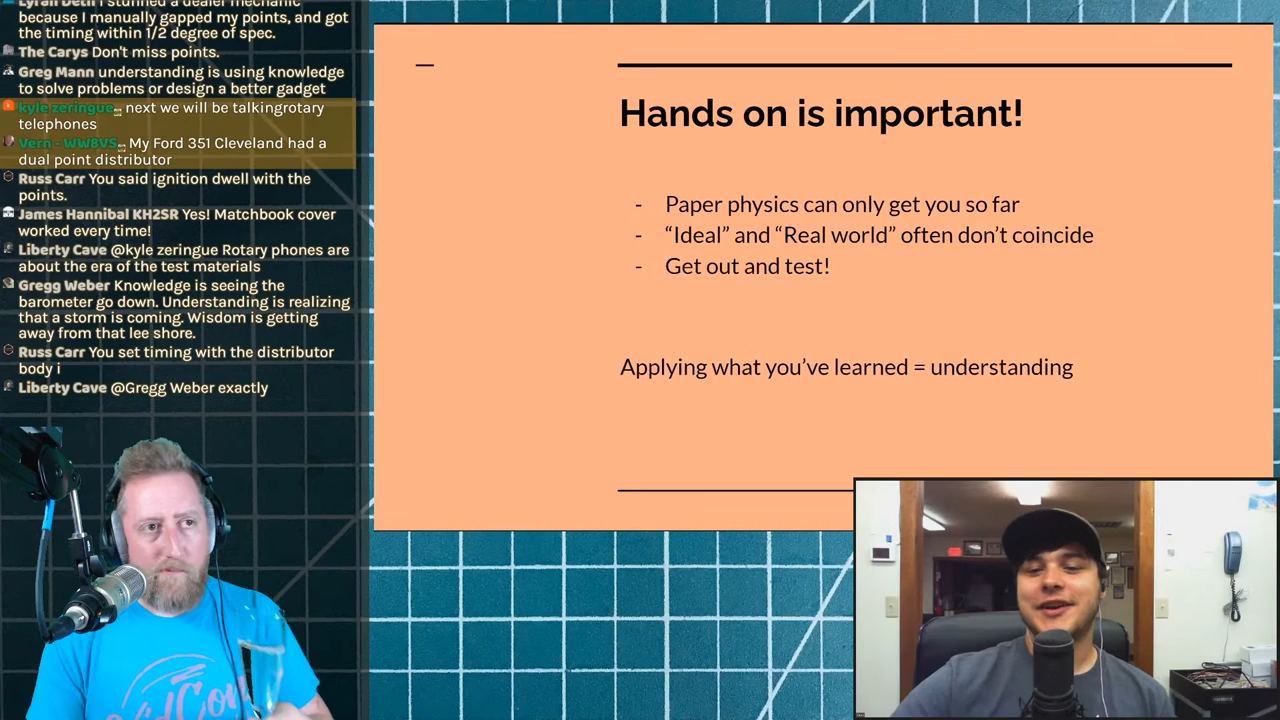 Lyrall Deth I stunned a dealer mechanic
because I manually gapped my points, and got
the timing within 1/2 degree of spec.
The Carys Don't miss points.
Greg Mann understanding is using knowledge
to solve problems or design a better gadget
kyle zeringue next we will be talkingrotary
telephones
Vern - WW8VS My Ford 351 Cleveland had a
dual point distributor
Russ Carr You said ignition dwell with the
points.
James Hannibal KH2SR Yes! Matchbook cover
worked every time!
Liberty Cave @kyle zeringue Rotary phones are
about the era of the test materials
Gregg Weber Knowledge is seeing the
barometer go down. Understanding is realizing
that a storm is coming. Wisdom is getting
away from that lee shore.
Russ Carr You set timing with the distributor
body i
Liberty Cave @Gregg Weber exactly
Hands on is important!
- Paper physics can only get you so far
- “Ideal” and “Real world” often don’t coincide
- Get out and test!
Applying what you’ve learned = understanding